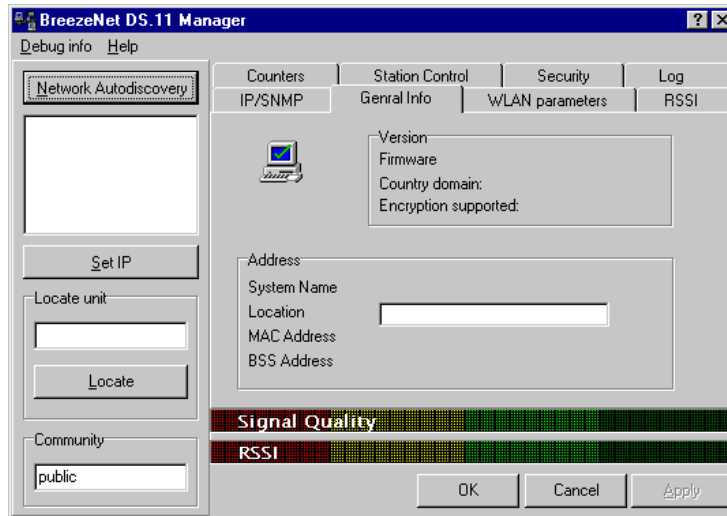 BreezeNet DS.11 Manager
Debug info Help
Network Autodiscovery
Set IP
Locate unit
Locate
Community
public
Counters Station Control Security Log
IP/SNMP Genral Info WLAN parameters RSSI
Version
Firmware
Country domain:
Encryption supported:
Address
System Name
Location
MAC Address
BSS Address
Signal Quality
RSSI
OK Cancel Apply